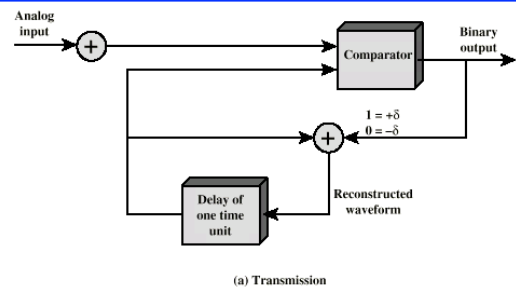 Analog
input
+
Comparator
Binary
output
1 = +δ
0 = –δ
+
Delay of
one time
unit
Reconstructed
waveform
(a) Transmission